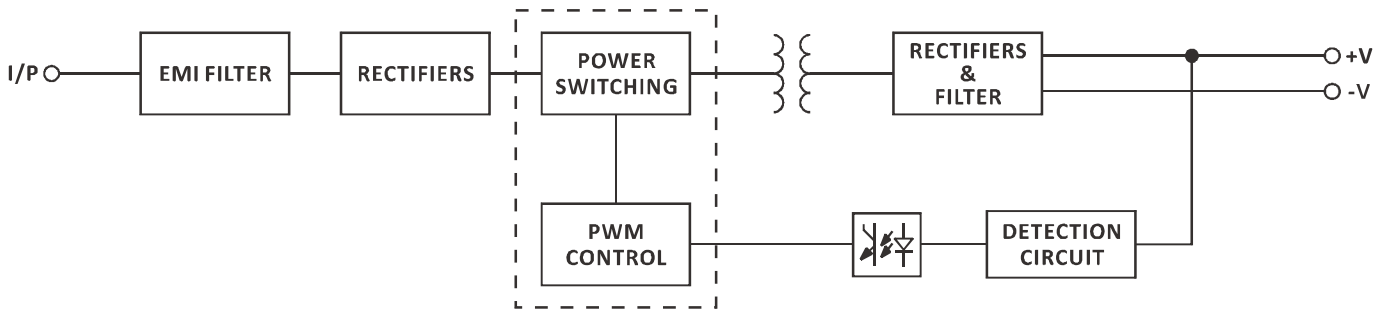 I/P
EMI FILTER
RECTIFIERS
POWER
SWITCHING
RECTIFIERS
&
FILTER
+V
-V
PWM
CONTROL
DETECTION
CIRCUIT